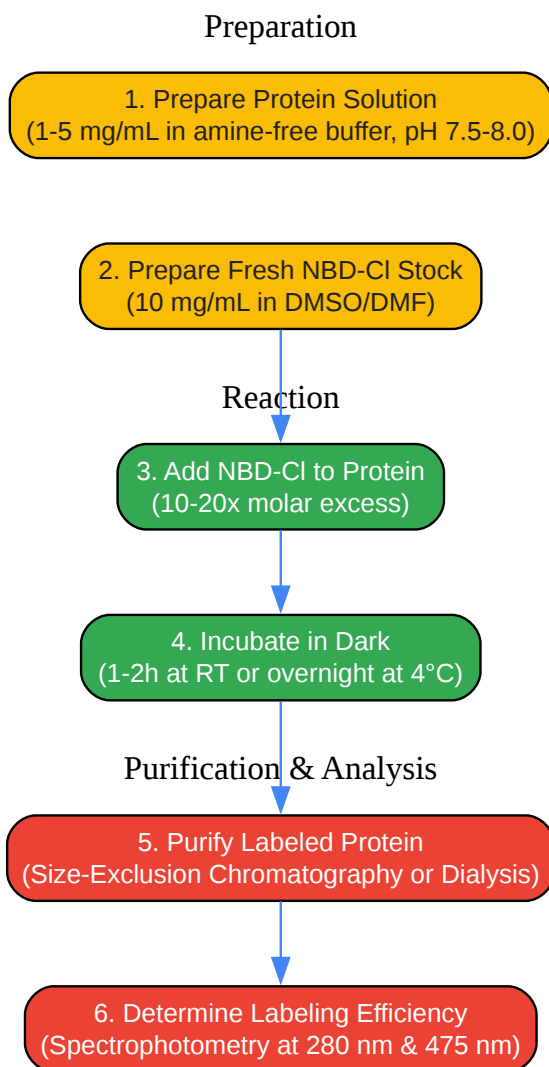 Preparation
1. Prepare Protein Solution
(1-5 mg/mL in amine-free buffer, pH 7.5-8.0)
2. Prepare Fresh NBD-Cl Stock
(10 mg/mL in DMSO/DMF)
Reaction
3. Add NBD-Cl to Protein
(10-20x molar excess)
4. Incubate in Dark
(1-2h at RT or overnight at 4°C)
Purification & Analysis
5. Purify Labeled Protein
(Size-Exclusion Chromatography or Dialysis)
6. Determine Labeling Efficiency
(Spectrophotometry at 280 nm & 475 nm)